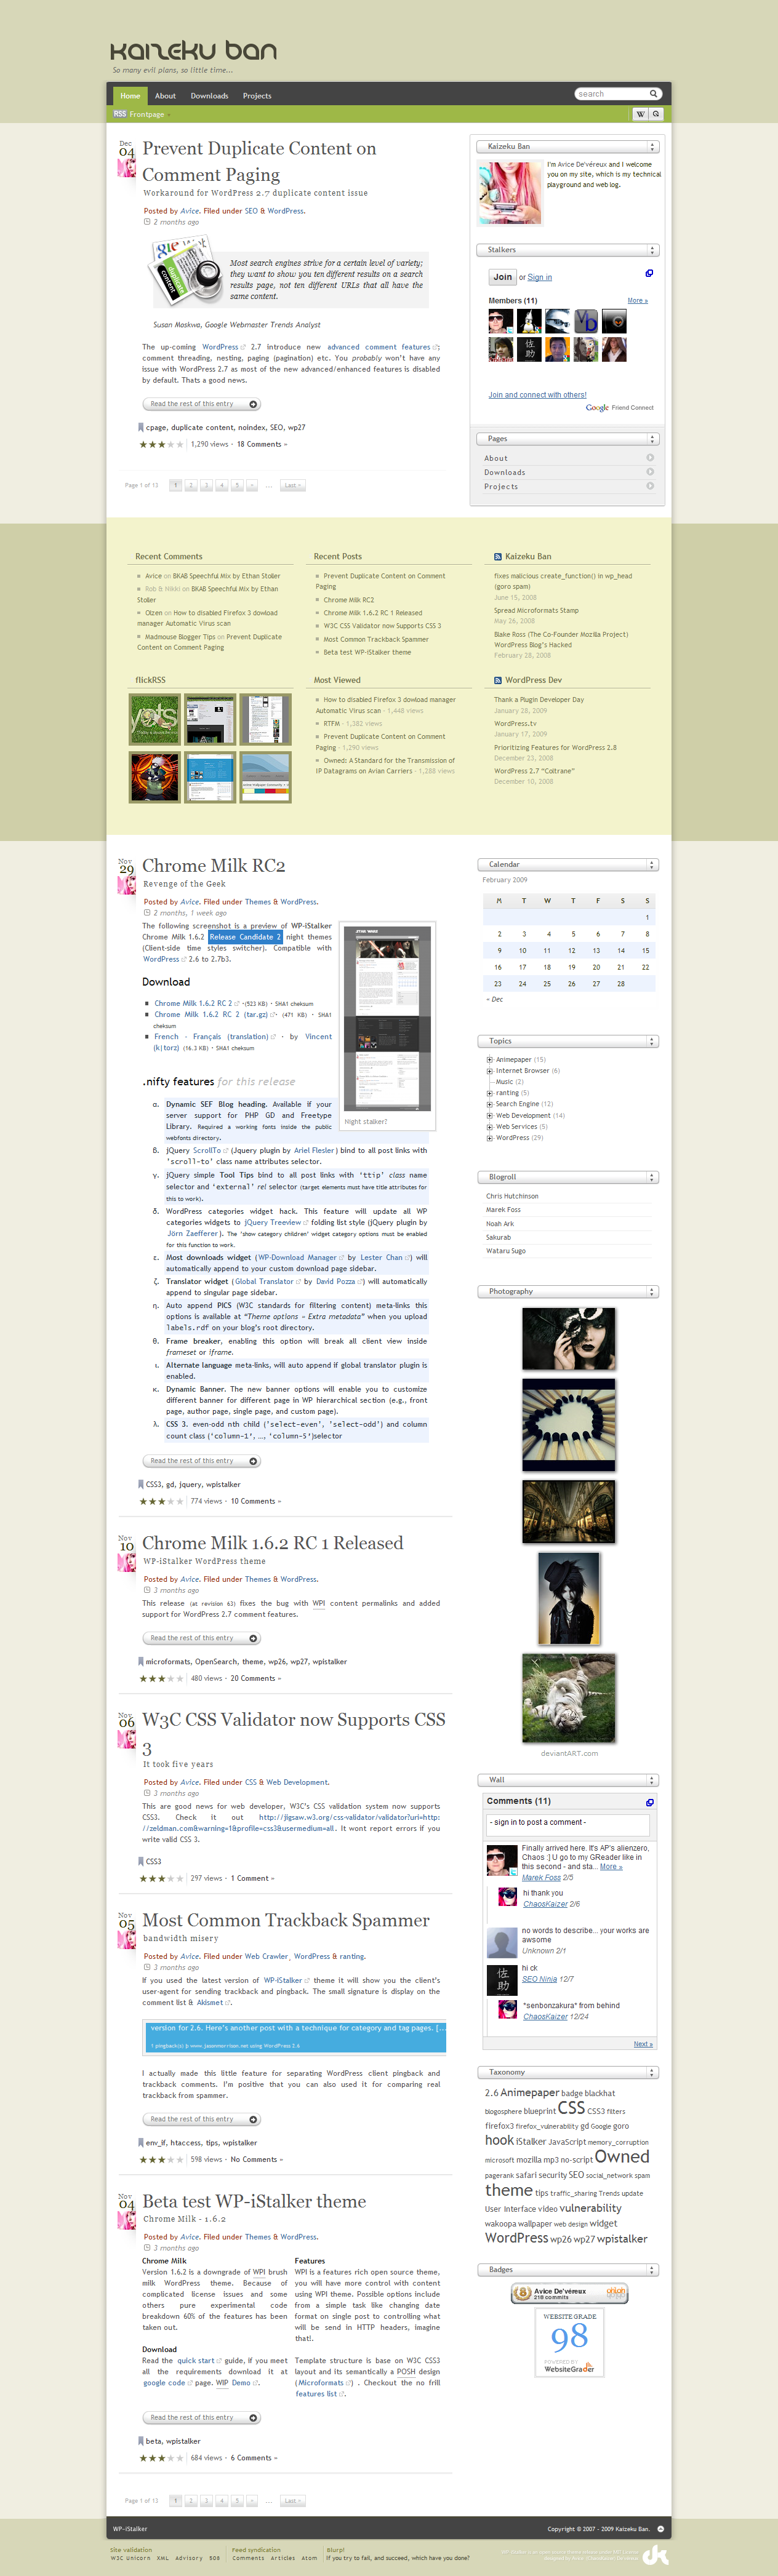 Kaizeku Ban
So many evil plans, so little time...
Home About Downloads Projects
search
RSS Frontpage
Dec
04
Prevent Duplicate Content on
Comment Paging
Workaround for WordPress 2.7 duplicate content issue
Posted by Avice. Filed under SEO & WordPress.
2 months ago
Most search engines strive for a certain level of variety;
they want to show you ten different results on a search
results page, not ten different URLs that all have the
same content.
Susan Moskwa, Google Webmaster Trends Analyst
The up-coming WordPress 2.7 introduce new advanced comment features;
comment threading, nesting, paging (pagination) etc. You probably won't have any
issue with WordPress 2.7 as most of the new advanced/enhanced features is disabled
by default. Thats a good news.
Read the rest of this entry
cpage, duplicate content, noindex, SEO, wp27
1,290 views - 18 Comments »
Page 1 of 13 1 2 3 4 5 » ... Last »
Kaizeku Ban
I'm Avice De'véreux and I welcome
you on my site, which is my technical
playground and web log.
Stalkers
Join or Sign in
Members (11) More »
Join and connect with others!
Google Friend Connect
Pages
About
Downloads
Projects
Recent Comments
Avice on BKAB Speechful Mix by Ethan Stoller
Rob & Nikki on BKAB Speechful Mix by Ethan
Stoller
Olzen on How to disabled Firefox 3 dowload
manager Automatic Virus scan
Madmouse Blogger Tips on Prevent Duplicate
Content on Comment Paging
Recent Posts
Prevent Duplicate Content on Comment
Paging
Chrome Milk RC2
Chrome Milk 1.6.2 RC 1 Released
W3C CSS Validator now Supports CSS 3
Most Common Trackback Spammer
Beta test WP-iStalker theme
Kaizeku Ban
fixes malicious create_function() in wp_head
(goro spam)
June 15, 2008
Spread Microformats Stamp
May 26, 2008
Blake Ross (The Co-Founder Mozilla Project)
WordPress Blog's Hacked
February 28, 2008
flickRSS
Most Viewed
How to disabled Firefox 3 dowload manager
Automatic Virus scan - 1,448 views
RTFM - 1,382 views
Prevent Duplicate Content on Comment
Paging - 1,290 views
Owned: A Standard for the Transmission of
IP Datagrams on Avian Carriers - 1,288 views
WordPress Dev
Thank a Plugin Developer Day
January 28, 2009
WordPress.tv
January 17, 2009
Prioritizing Features for WordPress 2.8
December 23, 2008
WordPress 2.7 "Coltrane"
December 10, 2008
Nov
29
Chrome Milk RC2
Revenge of the Geek
Posted by Avice. Filed under Themes & WordPress.
2 months, 1 week ago
The following screenshot is a preview of WP-iStalker
Chrome Milk 1.6.2 Release Candidate 2 night themes
(Client-side time styles switcher). Compatible with
WordPress 2.6 to 2.7b3.
Night stalker?
Download
Chrome Milk 1.6.2 RC 2 -(523 KB) - SHA1 cheksum
Chrome Milk 1.6.2 RC 2 (tar.gz)- (471 KB) - SHA1
cheksum
French - Français (translation) - by Vincent
(k|torz) (16.3 KB) - SHA1 cheksum
.nifty features for this release
α. Dynamic SEF Blog heading. Available if your
server support for PHP GD and Freetype
Library. Required a working fonts inside the public
webfonts directory.
β. jQuery ScrollTo (Jquery plugin by Ariel Flesler) bind to all post links with
'scroll-to' class name attributes selector.
γ. jQuery simple Tool Tips bind to all post links with 'ttip' class name
selector and 'external' rel selector (target elements must have title attributes for
this to work).
δ. WordPress categories widget hack. This feature will update all WP
categories widgets to jQuery Treeview folding list style (jQuery plugin by
Jörn Zaefferer). The 'show category children' widget category options must be enabled
for this function to work.
ε. Most downloads widget (WP-Download Manager by Lester Chan) will
automatically append to your custom download page sidebar.
ζ. Translator widget (Global Translator by David Pozza) will automatically
append to singular page sidebar.
η. Auto append PICS (W3C standards for filtering content) meta-links this
options is available at "Theme options - Extra metadata" when you upload
labels.rdf on your blog's root directory.
θ. Frame breaker, enabling this option will break all client view inside
frameset or iframe.
ι. Alternate language meta-links, will auto append if global translator plugin is
enabled.
κ. Dynamic Banner. The new banner options will enable you to customize
different banner for different page in WP hierarchical section (e.g., front
page, author page, single page, and custom page).
λ. CSS 3. even-odd nth child ('select-even', 'select-odd') and column
count class ('column-1', ..., 'column-5')selector
Read the rest of this entry
CSS3, gd, jquery, wpistalker
774 views - 10 Comments »
Nov
10
Chrome Milk 1.6.2 RC 1 Released
WP-iStalker WordPress theme
Posted by Avice. Filed under Themes & WordPress.
3 months ago
This release (at revision 63) fixes the bug with WPI content permalinks and added
support for WordPress 2.7 comment features.
Read the rest of this entry
microformats, OpenSearch, theme, wp26, wp27, wpistalker
480 views - 20 Comments »
Nov
06
W3C CSS Validator now Supports CSS
3
It took five years
Posted by Avice. Filed under CSS & Web Development.
3 months ago
This are good news for web developer, W3C's CSS validation system now supports
CSS3. Check it out http://jigsaw.w3.org/css-validator/validator?uri=http:
//zeldman.com&warning=1&profile=css3&usermedium=all. It wont report errors if you
write valid CSS 3.
CSS3
297 views - 1 Comment »
Nov
05
Most Common Trackback Spammer
bandwidth misery
Posted by Avice. Filed under Web Crawler, WordPress & ranting.
3 months ago
If you used the latest version of WP-iStalker theme it will show you the client's
user-agent for sending trackback and pingback. The small signature is display on the
comment list & Akismet.
version for 2.6. Here's another post with a technique for category and tag pages. [...
1 pingback(s) by www.jasonmorrison.net using WordPress 2.6
I actually made this little feature for separating WordPress client pingback and
trackback comments. I'm positive that you can also used it for comparing real
trackback from spammer.
Read the rest of this entry
env_if, htaccess, tips, wpistalker
598 views - No Comments »
Nov
04
Beta test WP-iStalker theme
Chrome Milk - 1.6.2
Posted by Avice. Filed under Themes & WordPress.
3 months ago
Chrome Milk
Version 1.6.2 is a downgrade of WPI brush
milk WordPress theme. Because of
complicated license issues and some
others pure experimental code
breakdown 60% of the features has been
taken out.
Download
Read the quick start guide, if you meet
all the requirements download it at
google code page. WIP Demo.
Features
WPI is a features rich open source theme,
you will have more control with content
using WPI theme. Possible options include
from a simple task like changing date
format on single post to controlling what
will be send in HTTP headers, imagine
that!.
Template structure is base on W3C CSS3
layout and its semantically a POSH design
(Microformats) . Checkout the no frill
features list.
Read the rest of this entry
beta, wpistalker
684 views - 6 Comments »
Page 1 of 13 1 2 3 4 5 » ... Last »
Calendar
February 2009
M T W T F S S
1
2 3 4 5 6 7 8
9 10 11 12 13 14 15
16 17 18 19 20 21 22
23 24 25 26 27 28
« Dec
Topics
Animepaper (15)
Internet Browser (6)
Music (2)
ranting (5)
Search Engine (12)
Web Development (14)
Web Services (5)
WordPress (29)
Blogroll
Chris Hutchinson
Marek Foss
Noah Ark
Sakurab
Wataru Sugo
Photography
deviantART.com
Wall
Comments (11)
- sign in to post a comment -
Finally arrived here. It's AP's alienzero,
Chaos :] U go to my GReader like in
this second - and sta... More »
Marek Foss 2/5
hi thank you
ChaosKaizer 2/6
no words to describe... your works are
awsome
Unknown 2/1
hi ck
SEO Ninja 12/7
*senbonzakura* from behind
ChaosKaizer 12/24
Next »
Taxonomy
2.6 Animepaper badge blackhat
blogosphere blueprint CSS CSS3 filters
firefox3 firefox_vulnerability gd Google goro
hook iStalker JavaScript memory_corruption
microsoft mozilla mp3 no-script Owned
pagerank safari security SEO social_network spam
theme tips traffic_sharing Trends update
User Interface video vulnerability
wakoopa wallpaper web design widget
WordPress wp26 wp27 wpistalker
Badges
8 Avice De'véreux
218 commits
ohloh
WEBSITE GRADE
98
POWERED BY
WebsiteGrader
WP-iStalker
Copyright © 2007 - 2009 Kaizeku Ban.
Site validation
W3C Unicorn XML Advisory 508
Feed syndication
Comments Articles Atom
Blurp!
If you try to fail, and succeed, which have you done?